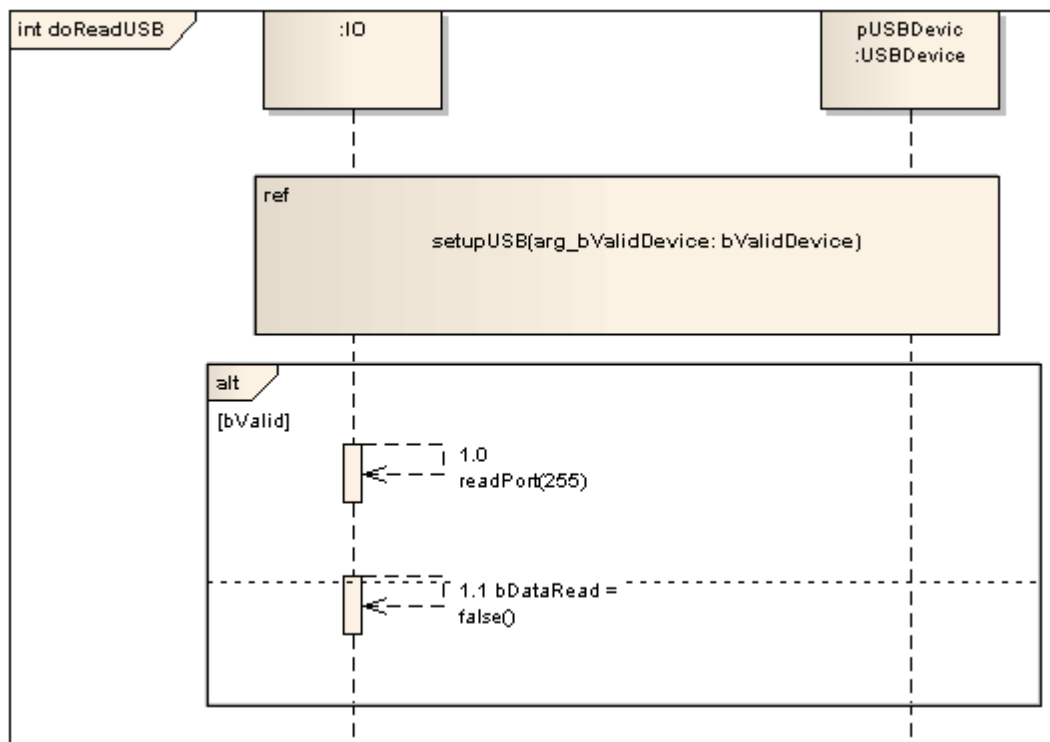 int doReadUSB
:IO
pUSBDevic
:USBDevice
ref
setupUSB(arg_bValidDevice: bValidDevice)
alt
[bValid]
1.0
readPort(255)
1.1 bDataRead =
false()